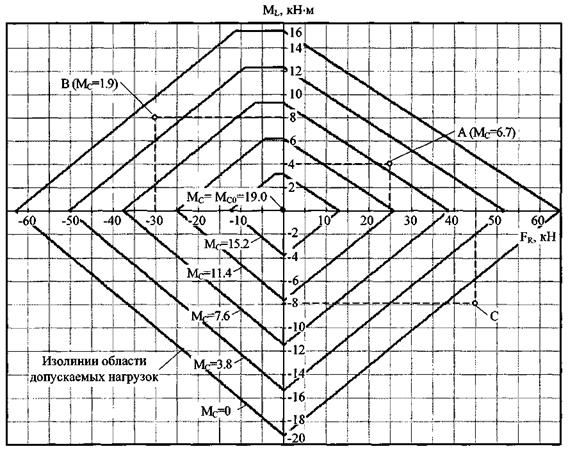 M_L, кН·м
16
14
12
10
8
6
4
2
B (M_C=1.9)
A (M_C=6.7)
M_C= M_C0=19.0
-60 -50 -40 -30 -20 -10 0 10 20 30 40 50 60
F_R, кН
-2
-4
-6
-8
-10
-12
-14
-16
-18
-20
M_C=15.2
M_C=11.4
M_C=7.6
M_C=3.8
M_C=0
C
Изолянии области
допускаемых нагрузок